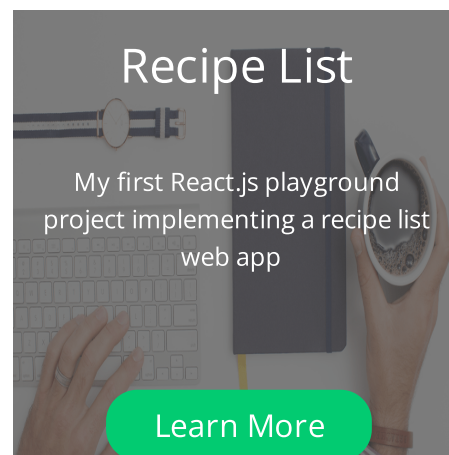 Recipe List
My first React.js playground
project implementing a recipe list
web app
Learn More